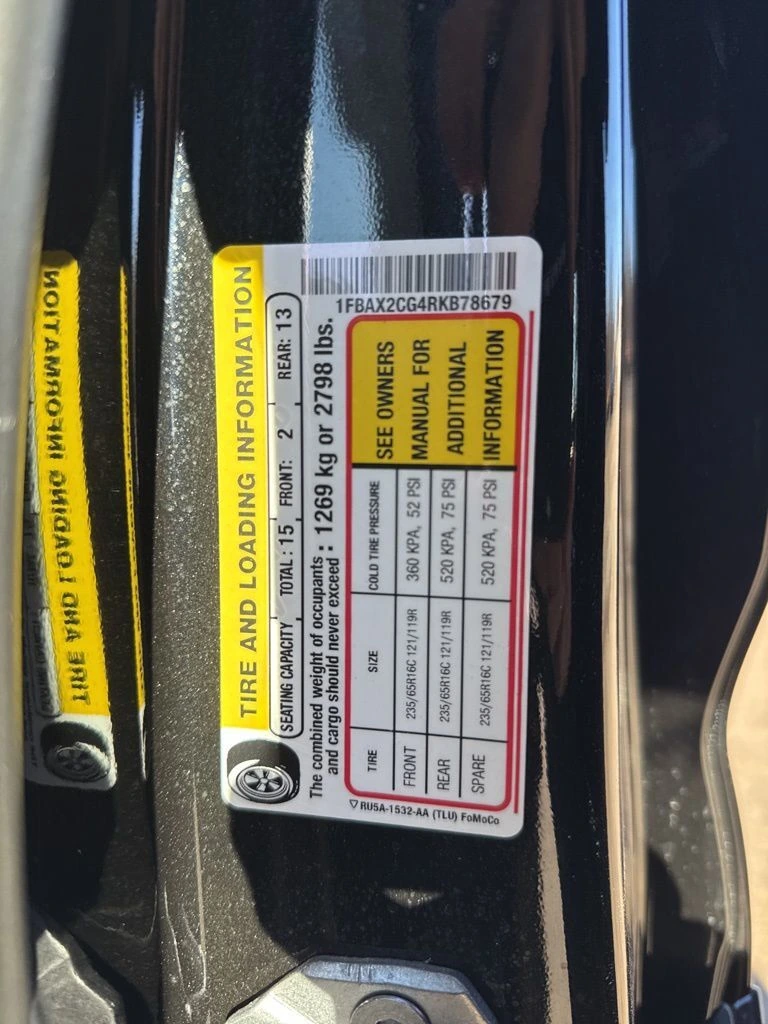 TIRE AND LOADING INFORMATION
SEATING CAPACITY TOTAL : 15 FRONT: 2 REAR: 13
The combined weight of occupants
and cargo should never exceed : 1269 kg or 2798 lbs.
TIRE SIZE COLD TIRE PRESSURE
FRONT 235/65R16C 121/119R 360 KPA, 52 PSI
REAR 235/65R16C 121/119R 520 KPA, 75 PSI
SPARE 235/65R16C 121/119R 520 KPA, 75 PSI
SEE OWNERS
MANUAL FOR
ADDITIONAL
INFORMATION
1FBAX2CG4RKB78679
RU5A-1532-AA (TLU) FoMoCo
TIRE AND LOADING INFORMATION